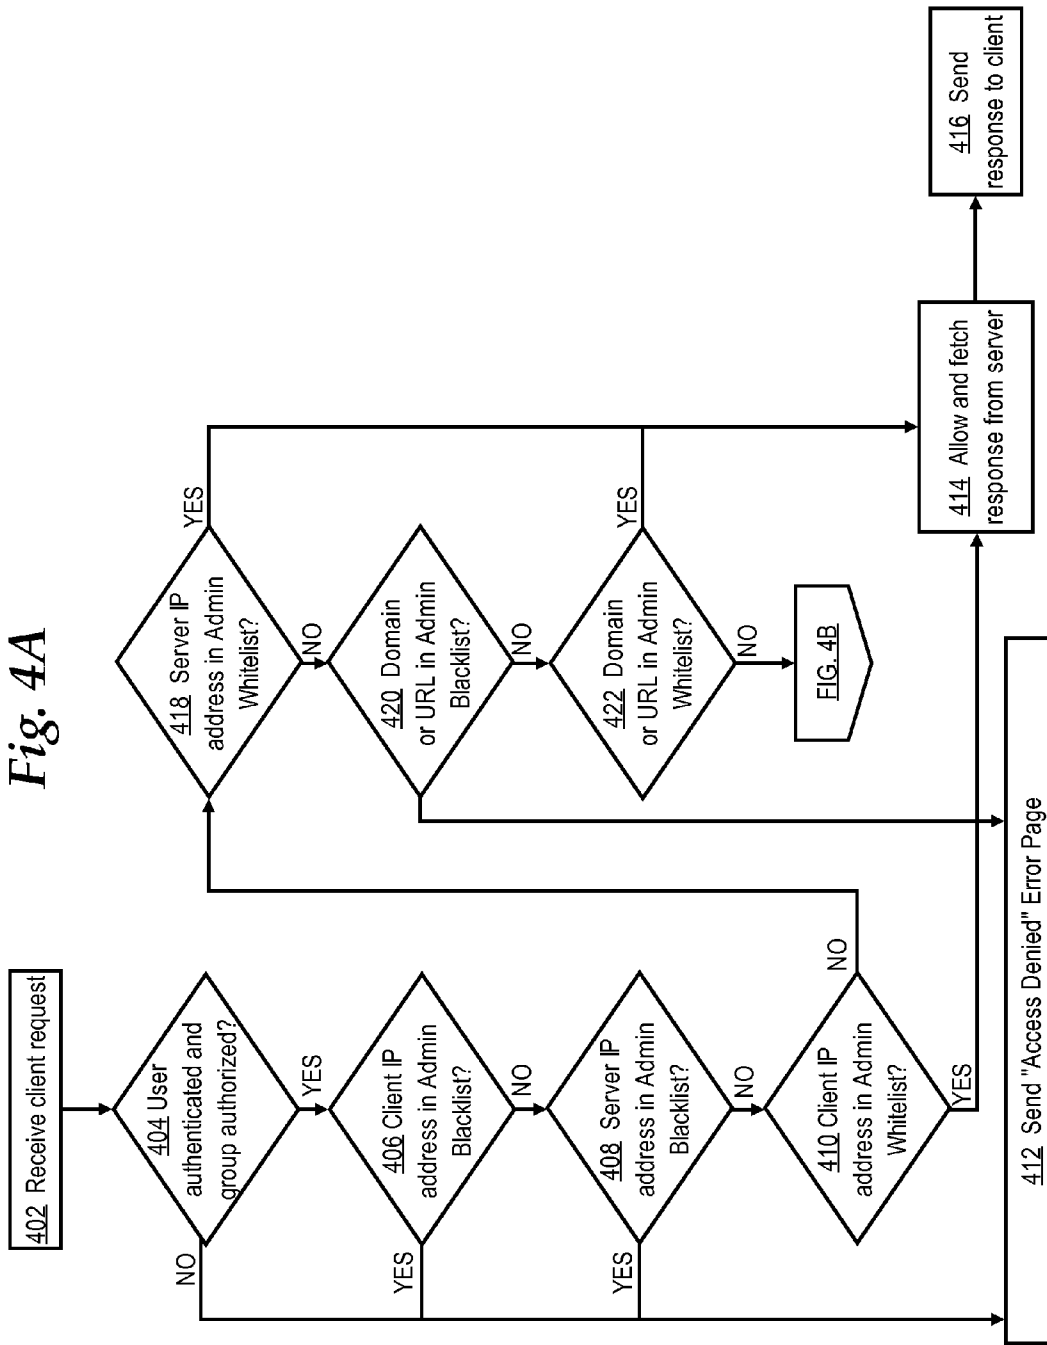 Fig. 4A
402 Receive client request
404 User
authenticated and
group authorized?
NO
YES
406 Client IP
address in Admin
Blacklist?
YES
NO
408 Server IP
address in Admin
Blacklist?
YES
NO
410 Client IP
address in Admin
Whitelist?
NO
YES
412 Send "Access Denied" Error Page
418 Server IP
address in Admin
Whitelist?
YES
NO
420 Domain
or URL in Admin
Blacklist?
NO
422 Domain
or URL in Admin
Whitelist?
YES
NO
FIG. 4B
414 Allow and fetch
response from server
416 Send
response to client